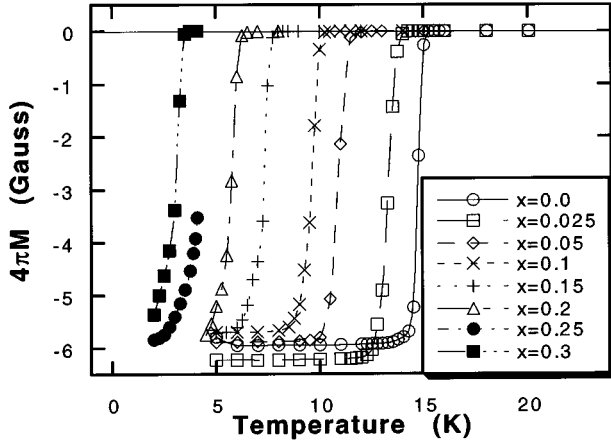 0
-1
-2
-3
-4
-5
-6
4πM (Gauss)
x=0.0
x=0.025
x=0.05
x=0.1
x=0.15
x=0.2
x=0.25
x=0.3
0 5 10 15 20
Temperature (K)